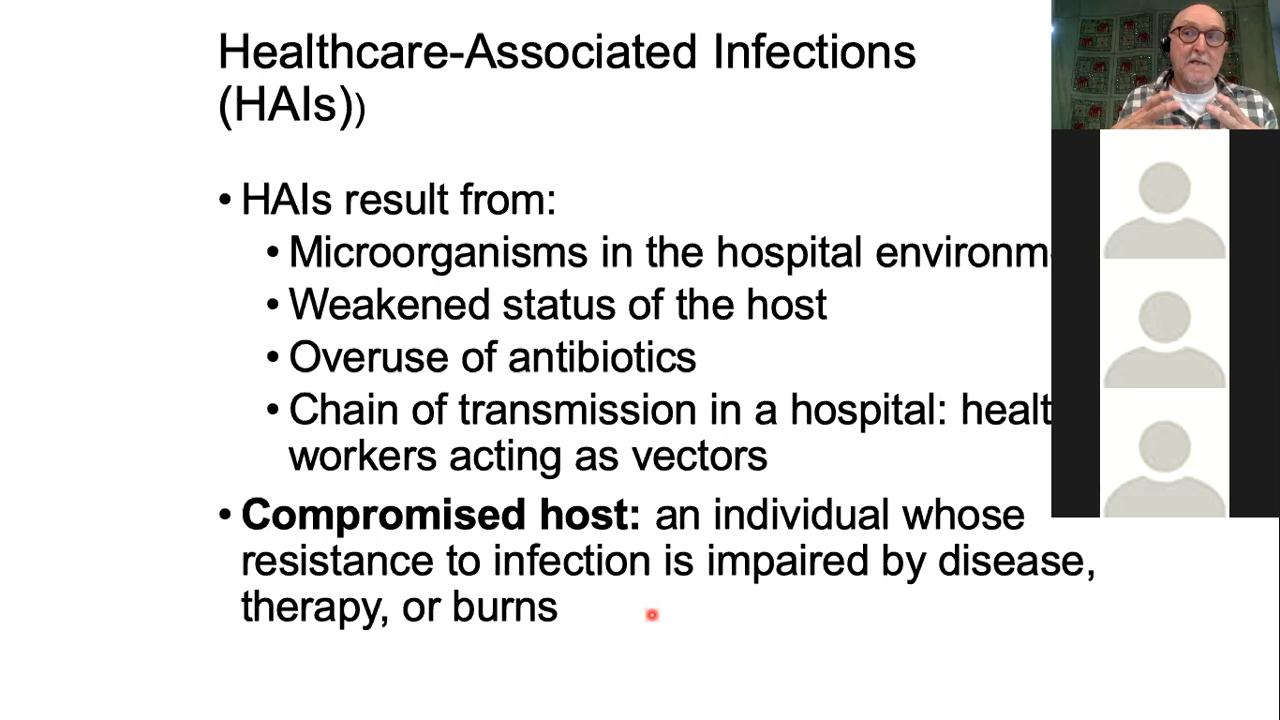 Healthcare-Associated Infections
(HAIs))
• HAIs result from:
• Microorganisms in the hospital
• Weakened status of the host
• Overuse of antibiotics
• Chain of transmission in a hospital:
workers acting as vectors
• Compromised host: an individual whose
resistance to infection is impaired by disease,
therapy, or burns